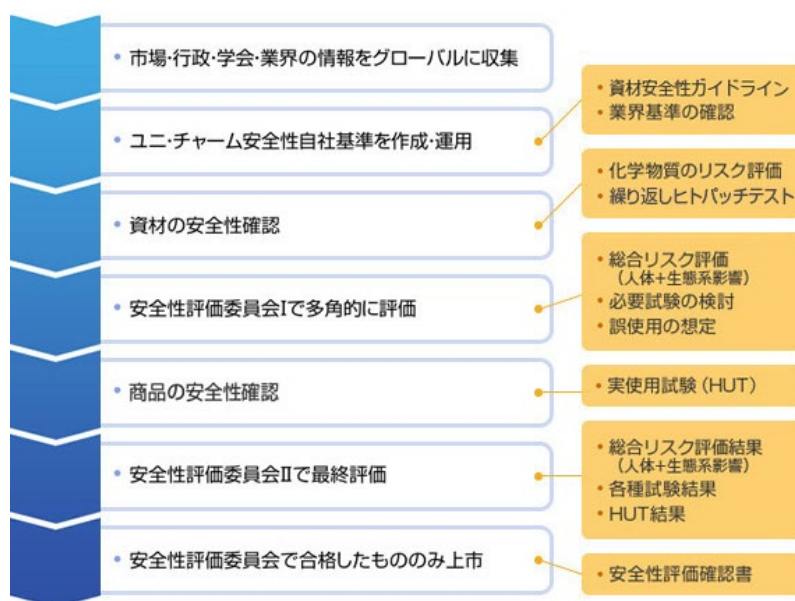 • 市場・行政・学会・業界の情報をグローバルに収集
• ユニ・チャーム安全性自社基準を作成・運用
• 資材安全性ガイドライン
• 業界基準の確認
• 資材の安全性確認
• 化学物質のリスク評価
• 繰り返しヒトパッチテスト
• 安全性評価委員会Iで多角的に評価
• 総合リスク評価
（人体+生態系影響）
• 必要試験の検討
• 誤使用の想定
• 商品の安全性確認
• 実使用試験（HUT）
• 安全性評価委員会IIで最終評価
• 総合リスク評価結果
（人体+生態系影響）
• 各種試験結果
• HUT結果
• 安全性評価委員会で合格したもののみ上市
• 安全性評価確認書